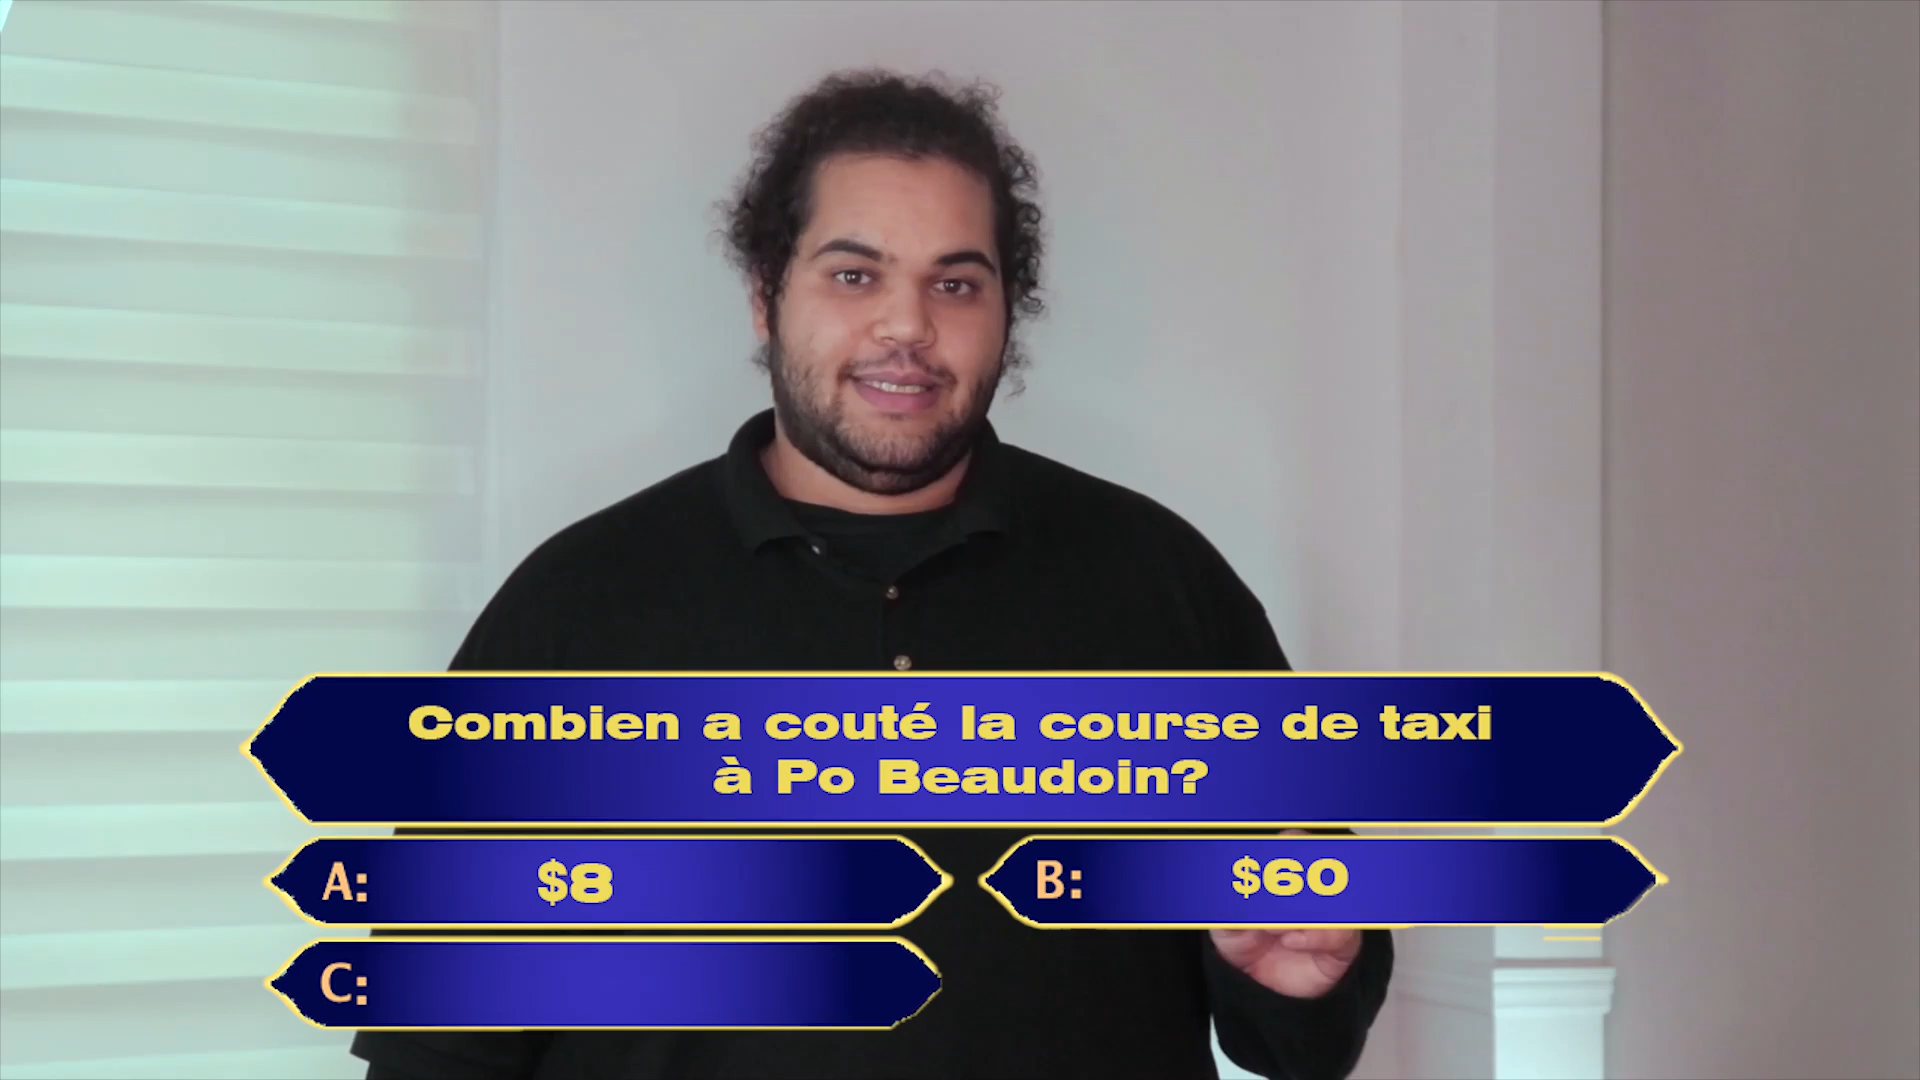 Combien a couté la course de taxi
à Po Beaudoin?
A: $8
B: $60
C: